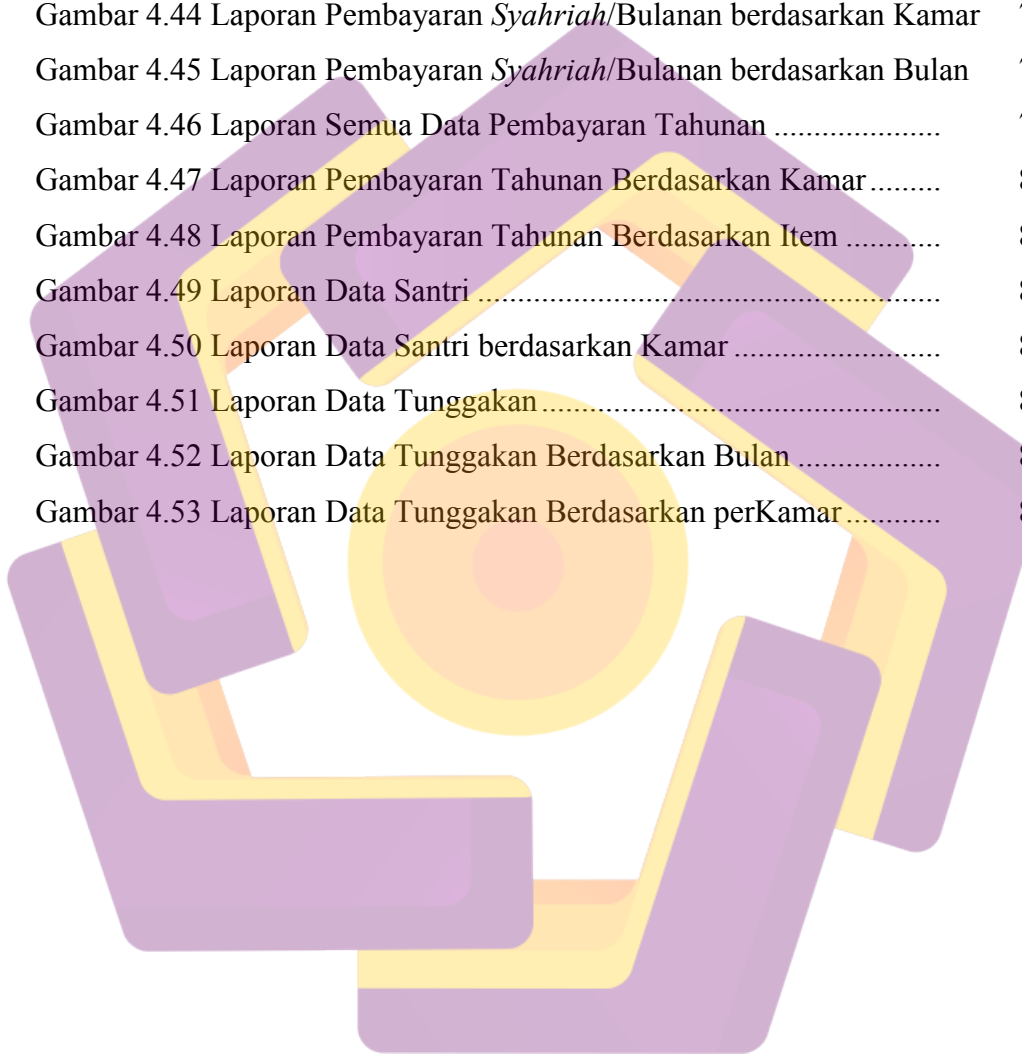 Gambar 4.44 Laporan Pembayaran Syahriah/Bulanan berdasarkan Kamar
Gambar 4.45 Laporan Pembayaran Syahriah/Bulanan berdasarkan Bulan
Gambar 4.46 Laporan Semua Data Pembayaran Tahunan .....................
Gambar 4.47 Laporan Pembayaran Tahunan Berdasarkan Kamar .........
Gambar 4.48 Laporan Pembayaran Tahunan Berdasarkan Item ............
Gambar 4.49 Laporan Data Santri ..........................................................
Gambar 4.50 Laporan Data Santri berdasarkan Kamar ..........................
Gambar 4.51 Laporan Data Tunggakan ..................................................
Gambar 4.52 Laporan Data Tunggakan Berdasarkan Bulan ..................
Gambar 4.53 Laporan Data Tunggakan Berdasarkan perKamar ............